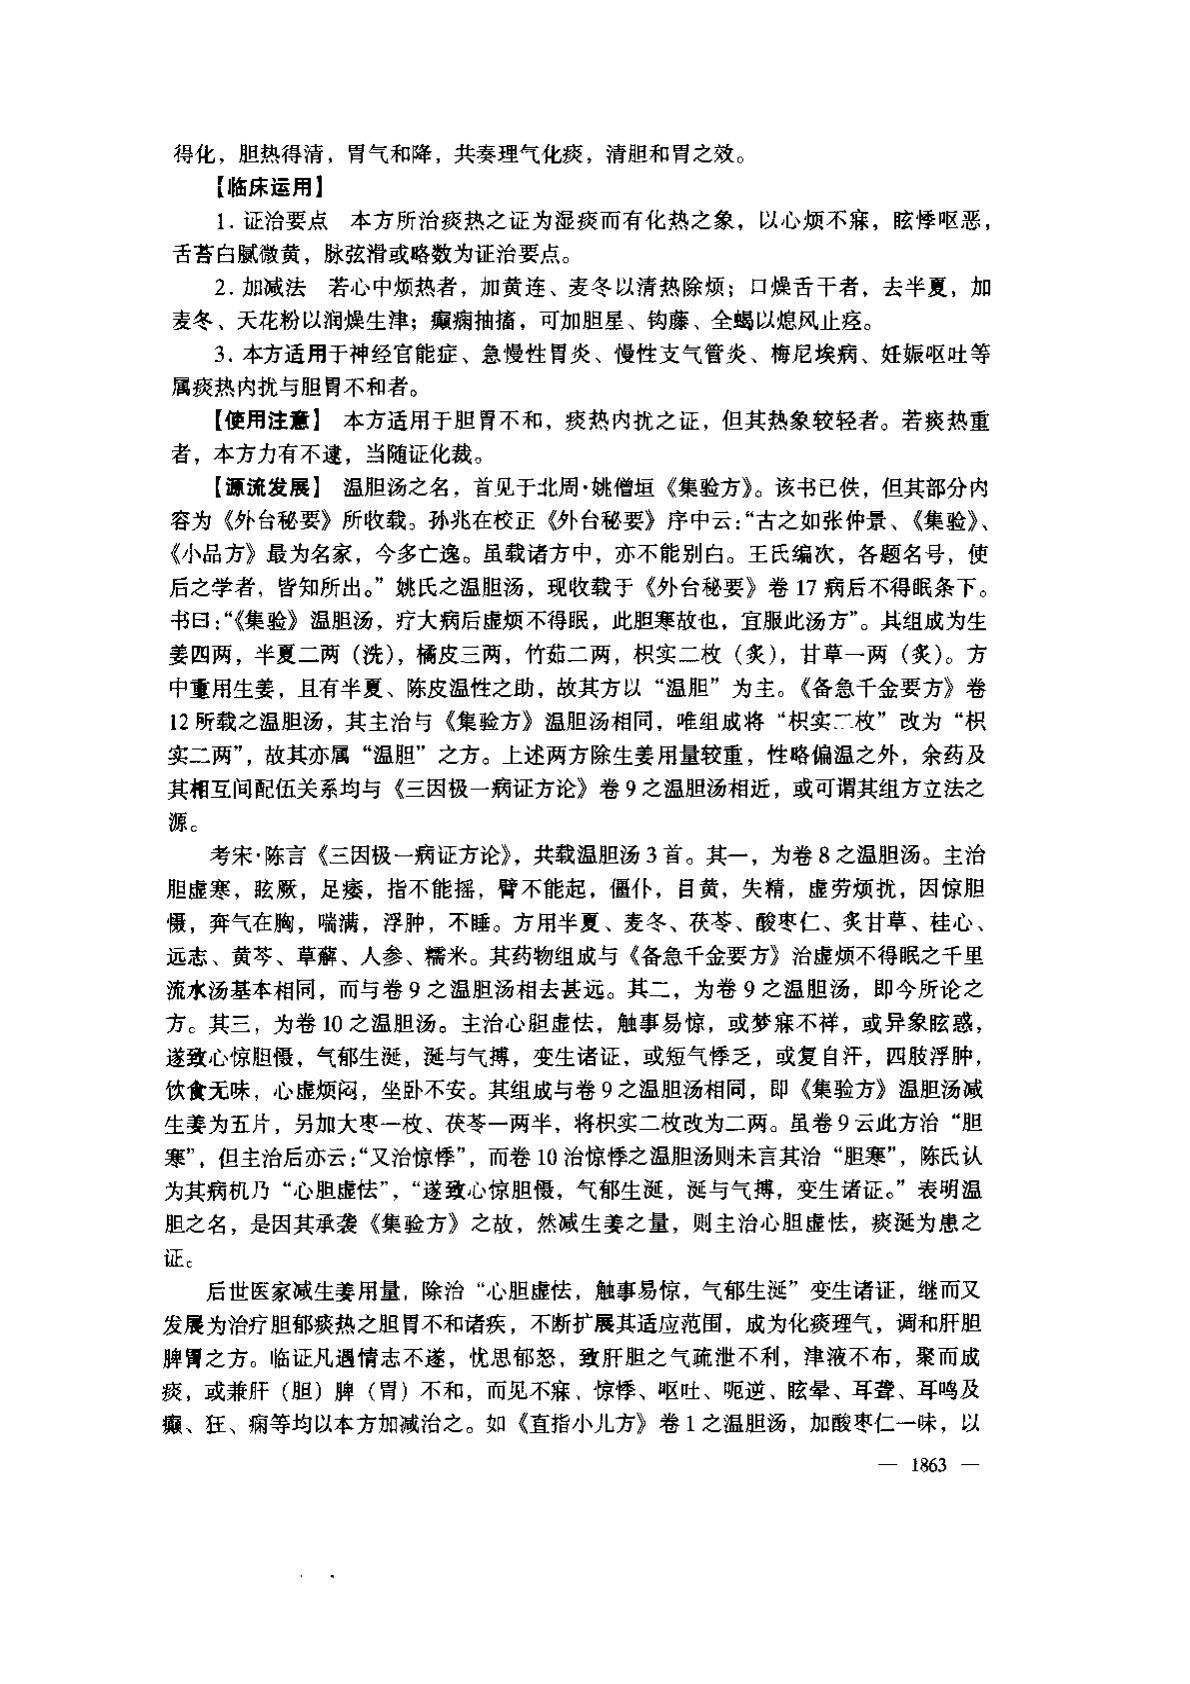 得化，胆热得清，胃气和降，共奏理气化痰，清胆和胃之效。
【临床运用】
1. 证治要点　本方所治痰热之证为湿痰而有化热之象，以心烦不寐，眩悸呕恶，
舌苔白腻微黄，脉弦滑或略数为证治要点。
2. 加减法　若心中烦热者，加黄连、麦冬以清热除烦；口燥舌干者，去半夏，加
麦冬、天花粉以润燥生津；癫痫抽搐，可加胆星、钩藤、全蝎以熄风止痉。
3. 本方适用于神经官能症、急慢性胃炎、慢性支气管炎、梅尼埃病、妊娠呕吐等
属痰热内扰与胆胃不和者。
【使用注意】　本方适用于胆胃不和，痰热内扰之证，但其热象较轻者。若痰热重
者，本方力有不逮，当随证化裁。
【源流发展】　温胆汤之名，首见于北周·姚僧垣《集验方》。该书已佚，但其部分内
容为《外台秘要》所收载。孙兆在校正《外台秘要》序中云：“古之如张仲景、《集验》、
《小品方》最为名家，今多亡逸。虽载诸方中，亦不能别白。王氏编次，各题名号，使
后之学者，皆知所出。”姚氏之温胆汤，现收载于《外台秘要》卷 17 病后不得眠条下。
书曰：“《集验》温胆汤，疗大病后虚烦不得眠，此胆寒故也，宜服此汤方”。其组成为生
姜四两，半夏二两（洗），橘皮三两，竹茹二两，枳实二枚（炙），甘草一两（炙）。方
中重用生姜，且有半夏、陈皮温性之助，故其方以“温胆”为主。《备急千金要方》卷
12 所载之温胆汤，其主治与《集验方》温胆汤相同，唯组成将“枳实二枚”改为“枳
实二两”，故其亦属“温胆”之方。上述两方除生姜用量较重，性略偏温之外，余药及
其相互间配伍关系均与《三因极一病证方论》卷 9 之温胆汤相近，或可谓其组方立法之
源。
考宋·陈言《三因极一病证方论》，共载温胆汤 3 首。其一，为卷 8 之温胆汤。主治
胆虚寒，眩厥，足痿，指不能摇，臂不能起，僵仆，目黄，失精，虚劳烦扰，因惊胆
慑，奔气在胸，喘满，浮肿，不睡。方用半夏、麦冬、茯苓、酸枣仁、炙甘草、桂心、
远志、黄芩、萆薢、人参、糯米。其药物组成与《备急千金要方》治虚烦不得眠之千里
流水汤基本相同，而与卷 9 之温胆汤相去甚远。其二，为卷 9 之温胆汤，即今所论之
方。其三，为卷 10 之温胆汤。主治心胆虚怯，触事易惊，或梦寐不祥，或异象眩惑，
遂致心惊胆慑，气郁生涎，涎与气搏，变生诸证，或短气悸乏，或复自汗，四肢浮肿，
饮食无味，心虚烦闷，坐卧不安。其组成与卷 9 之温胆汤相同，即《集验方》温胆汤减
生姜为五片，另加大枣一枚、茯苓一两半，将枳实二枚改为二两。虽卷 9 云此方治“胆
寒”，但主治后亦云：“又治惊悸”，而卷 10 治惊悸之温胆汤则未言其治“胆寒”，陈氏认
为其病机乃“心胆虚怯”，“遂致心惊胆慑，气郁生涎，涎与气搏，变生诸证。”表明温
胆之名，是因其承袭《集验方》之故，然减生姜之量，则主治心胆虚怯，痰涎为患之
证。
后世医家减生姜用量，除治“心胆虚怯，触事易惊，气郁生涎”变生诸证，继而又
发展为治疗胆郁痰热之胆胃不和诸疾，不断扩展其适应范围，成为化痰理气，调和肝胆
脾胃之方。临证凡遇情志不遂，忧思郁怒，致肝胆之气疏泄不利，津液不布，聚而成
痰，或兼肝（胆）脾（胃）不和，而见不寐、惊悸、呕吐、呃逆、眩晕、耳聋、耳鸣及
癫、狂、痫等均以本方加减治之。如《直指小儿方》卷 1 之温胆汤，加酸枣仁一味，以
— 1863 —